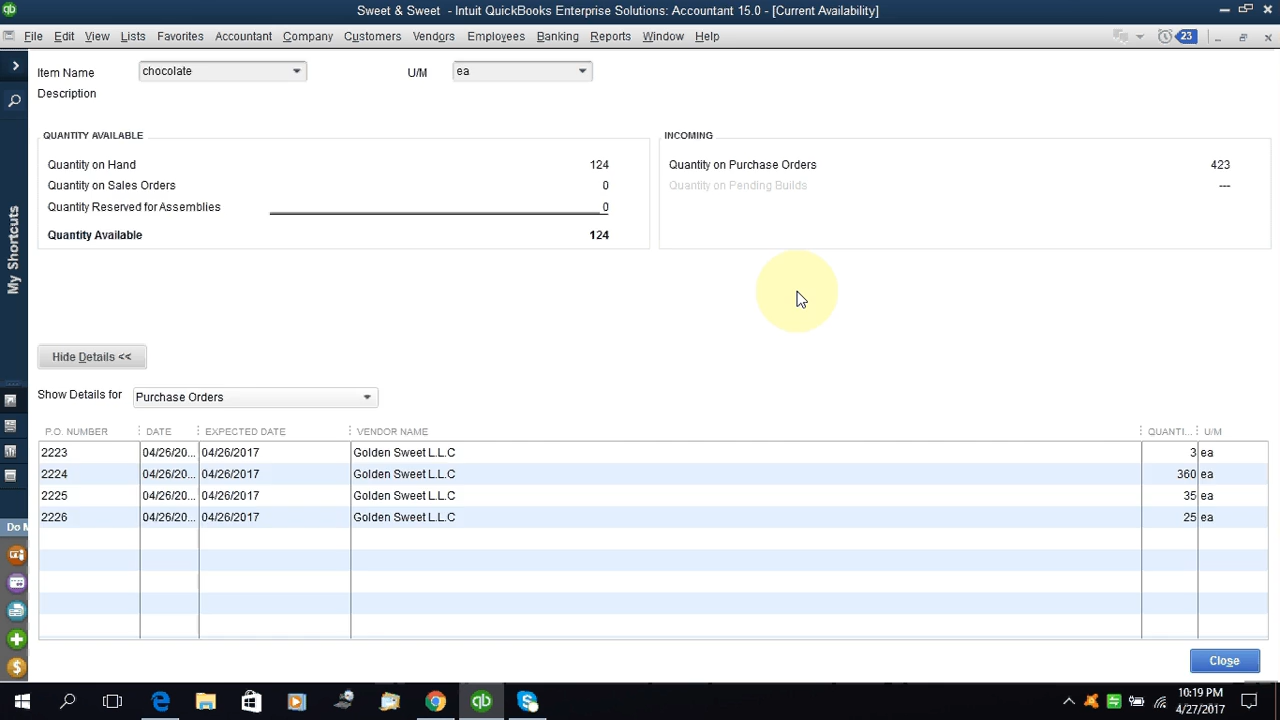 Sweet & Sweet - Intuit QuickBooks Enterprise Solutions: Accountant 15.0 - [Current Availability]
File Edit View Lists Favorites Accountant Company Customers Vendors Employees Banking Reports Window Help 23
Item Name chocolate U/M ea
Description
QUANTITY AVAILABLE INCOMING
Quantity on Hand 124 Quantity on Purchase Orders 423
Quantity on Sales Orders 0 Quantity on Pending Builds ---
Quantity Reserved for Assemblies 0
Quantity Available 124
My Shortcuts
Hide Details <<
Show Details for Purchase Orders
P.O. NUMBER DATE EXPECTED DATE VENDOR NAME QUANTI... U/M
2223 04/26/20... 04/26/2017 Golden Sweet L.L.C 3 ea
2224 04/26/20... 04/26/2017 Golden Sweet L.L.C 360 ea
2225 04/26/20... 04/26/2017 Golden Sweet L.L.C 35 ea
2226 04/26/20... 04/26/2017 Golden Sweet L.L.C 25 ea
Do M
Close
10:19 PM
4/27/2017